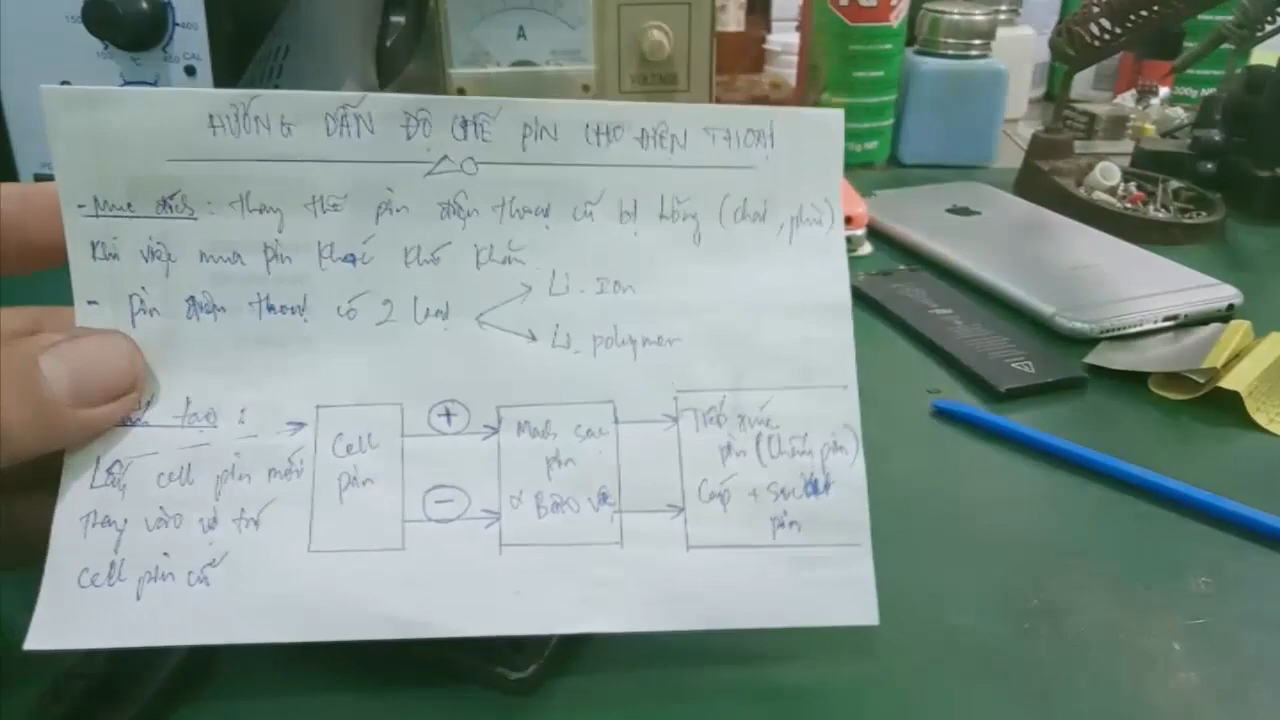 HƯỚNG DẪN ĐỘ CHẾ PIN CHO ĐIỆN THOẠI
- Mục đích: thay thế pin điện thoại cũ bị hỏng (chai, phù)
khi việc mua pin khác khó khăn
- pin điện thoại có 2 loại
Li-Ion
Li-polymer
tạo:
Lấy cell pin mới
thay vào vị trí
cell pin cũ
Cell
pin
+
-
Mạch sạc
pin
& Bảo vệ
Tiếp xúc
pin (chân pin)
Cáp + sạc
pin
A
VOLTAGE
CAL